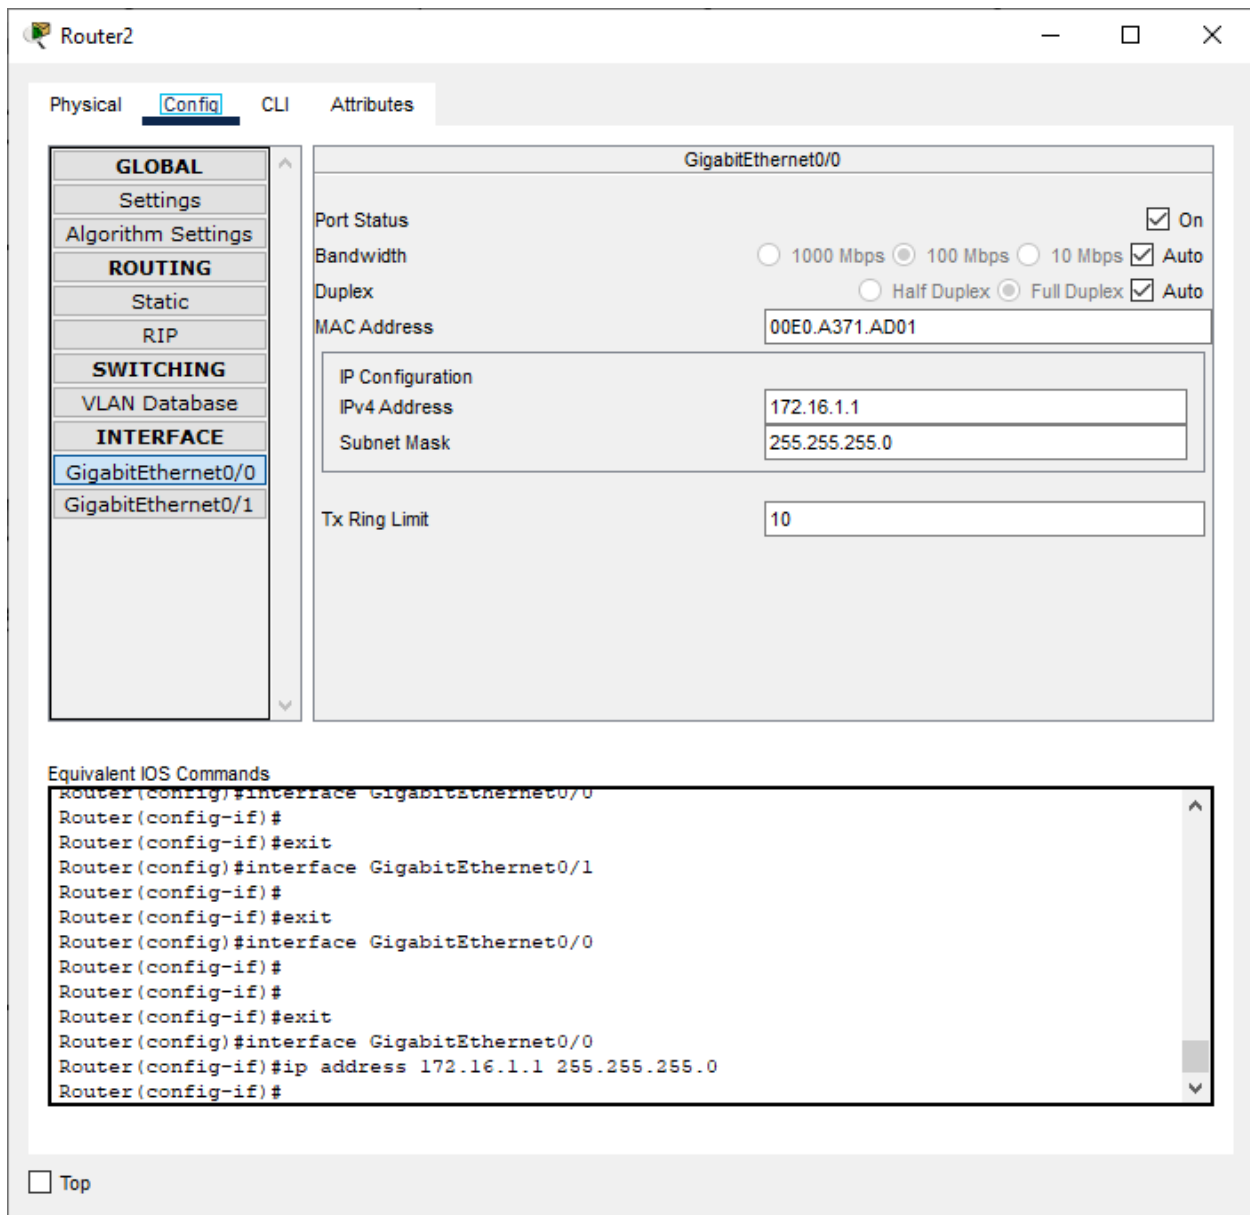 Router2
Physical Config CLI Attributes
GLOBAL
Settings
Algorithm Settings
ROUTING
Static
RIP
SWITCHING
VLAN Database
INTERFACE
GigabitEthernet0/0
GigabitEthernet0/1
GigabitEthernet0/0
Port Status On
Bandwidth 1000 Mbps 100 Mbps 10 Mbps Auto
Duplex Half Duplex Full Duplex Auto
MAC Address 00E0.A371.AD01
IP Configuration
IPv4 Address 172.16.1.1
Subnet Mask 255.255.255.0
Tx Ring Limit 10
Equivalent IOS Commands
Router(config)#interface GigabitEthernet0/0
Router(config-if)#
Router(config-if)#exit
Router(config)#interface GigabitEthernet0/1
Router(config-if)#
Router(config-if)#exit
Router(config)#interface GigabitEthernet0/0
Router(config-if)#
Router(config-if)#
Router(config-if)#exit
Router(config)#interface GigabitEthernet0/0
Router(config-if)#ip address 172.16.1.1 255.255.255.0
Router(config-if)#
Top